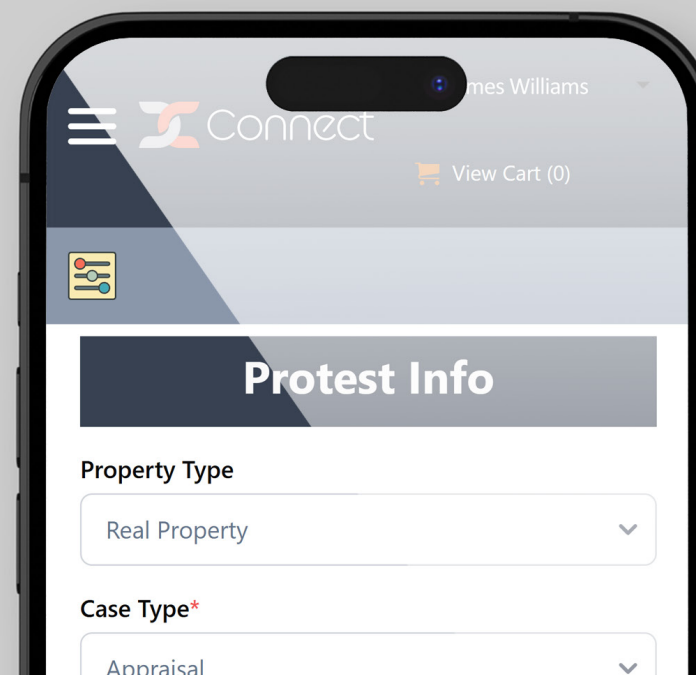 mes Williams
Connect
View Cart (0)
Protest Info
Property Type
Real Property
Case Type*
Appraisal